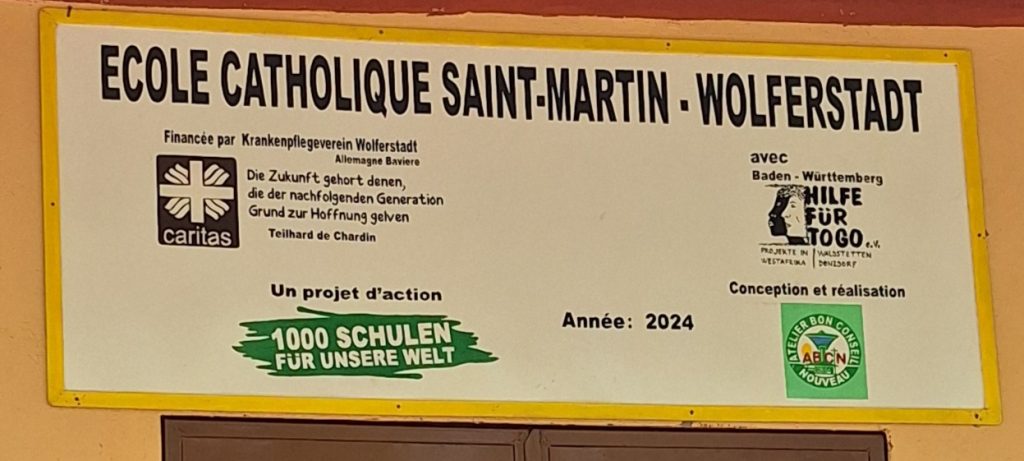 ECOLE CATHOLIQUE SAINT-MARTIN - WOLFERSTADT
Financée par Krankenpflegeverein Wolferstadt
Allemagne Baviere
caritas
Die Zukunft gehort denen,
die der nachfolgenden Generation
Grund zur Hoffnung gelven
Teilhard de Chardin
avec
Baden - Württemberg
HILFE
FÜR
TOGO e.V.
PROJEKTE IN WALDSTETTEN
WESTAFRIKA
Un projet d'action
1000 SCHULEN
FÜR UNSERE WELT
Année: 2024
Conception et réalisation
ATELIER BON CONSEIL
ABCN
NOUVEAU